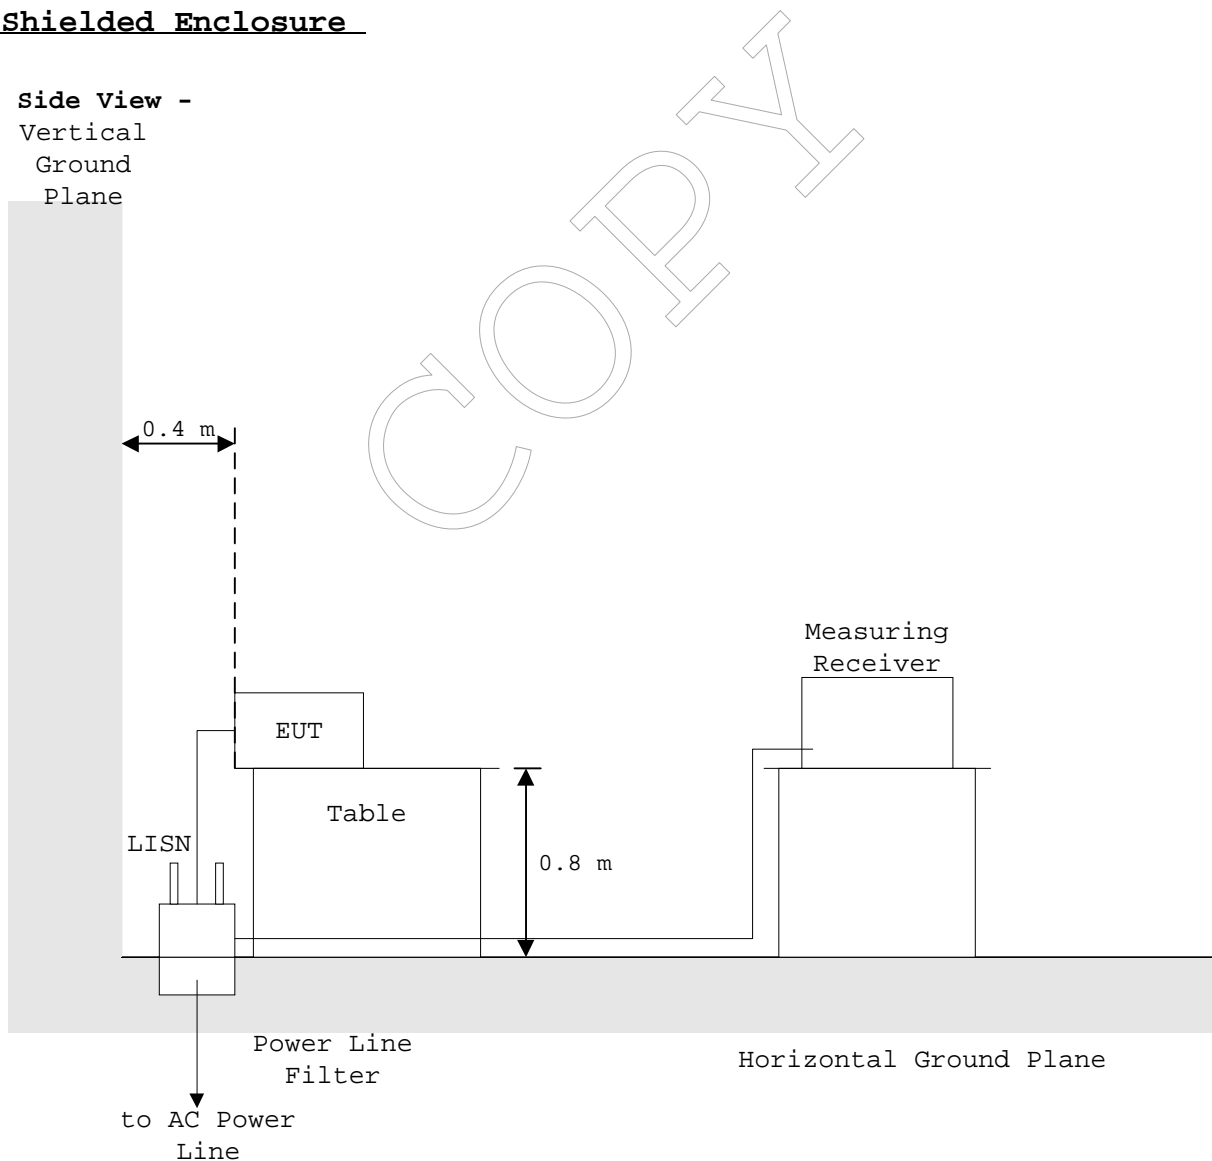 Shielded Enclosure
Side View -
Vertical
Ground
Plane
COPY
0.4 m
Measuring
Receiver
EUT
Table
LISN
0.8 m
Power Line
Filter
Horizontal Ground Plane
to AC Power
Line